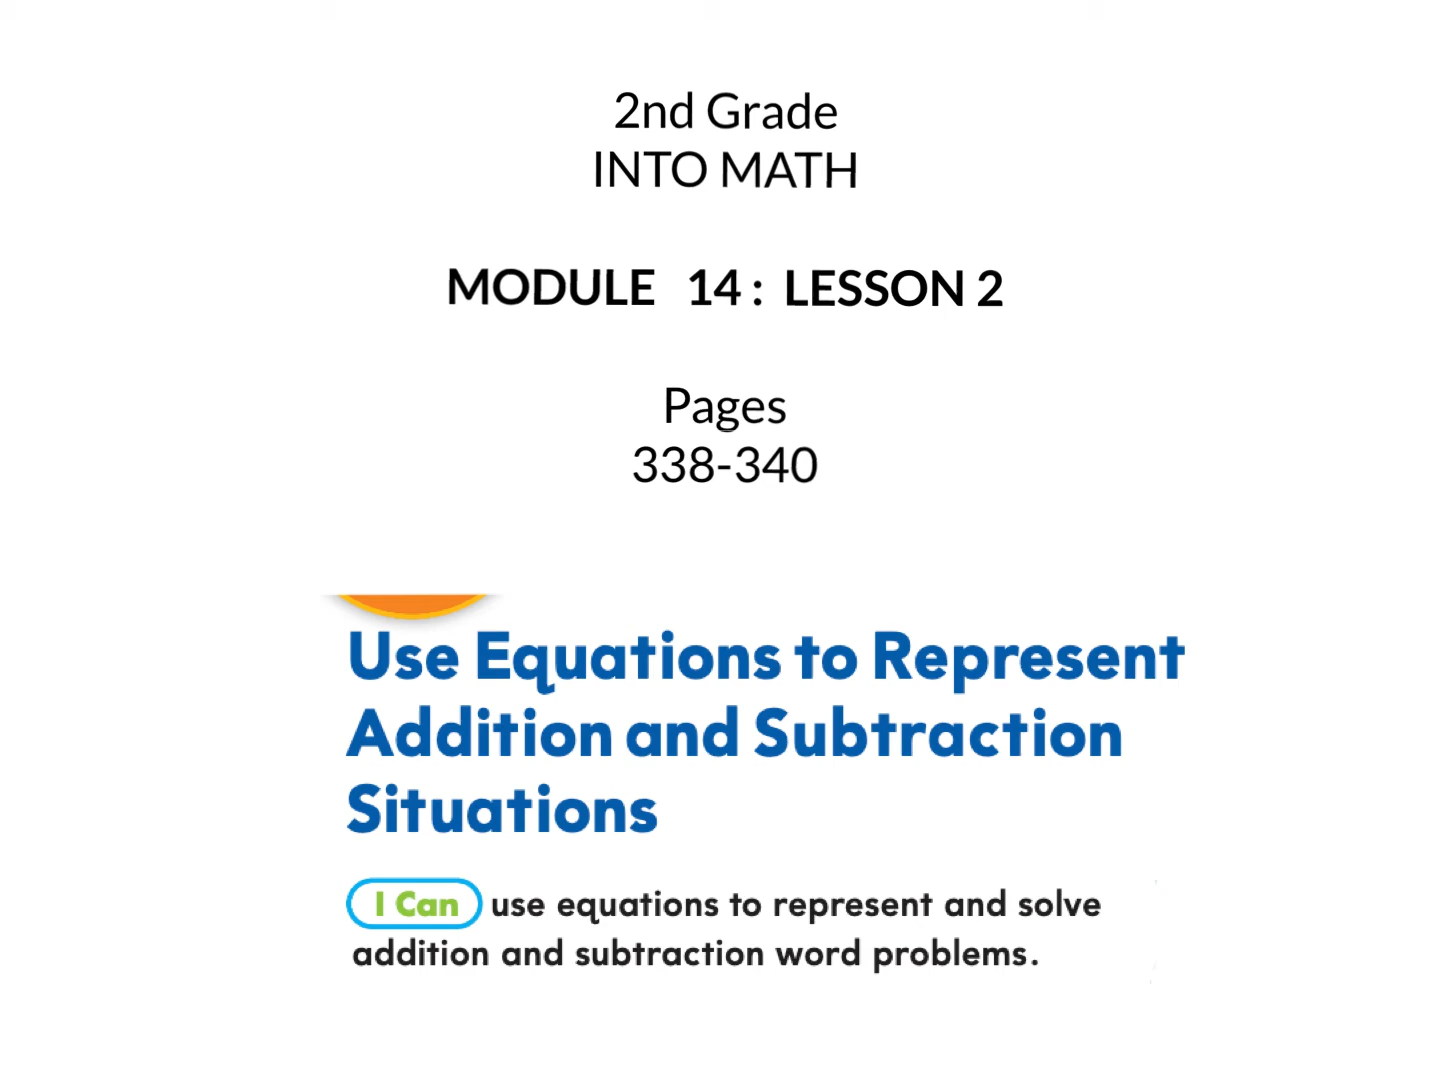 2nd Grade
INTO MATH
MODULE 14 : LESSON 2
Pages
338-340
Use Equations to Represent
Addition and Subtraction
Situations
I Can use equations to represent and solve
addition and subtraction word problems.